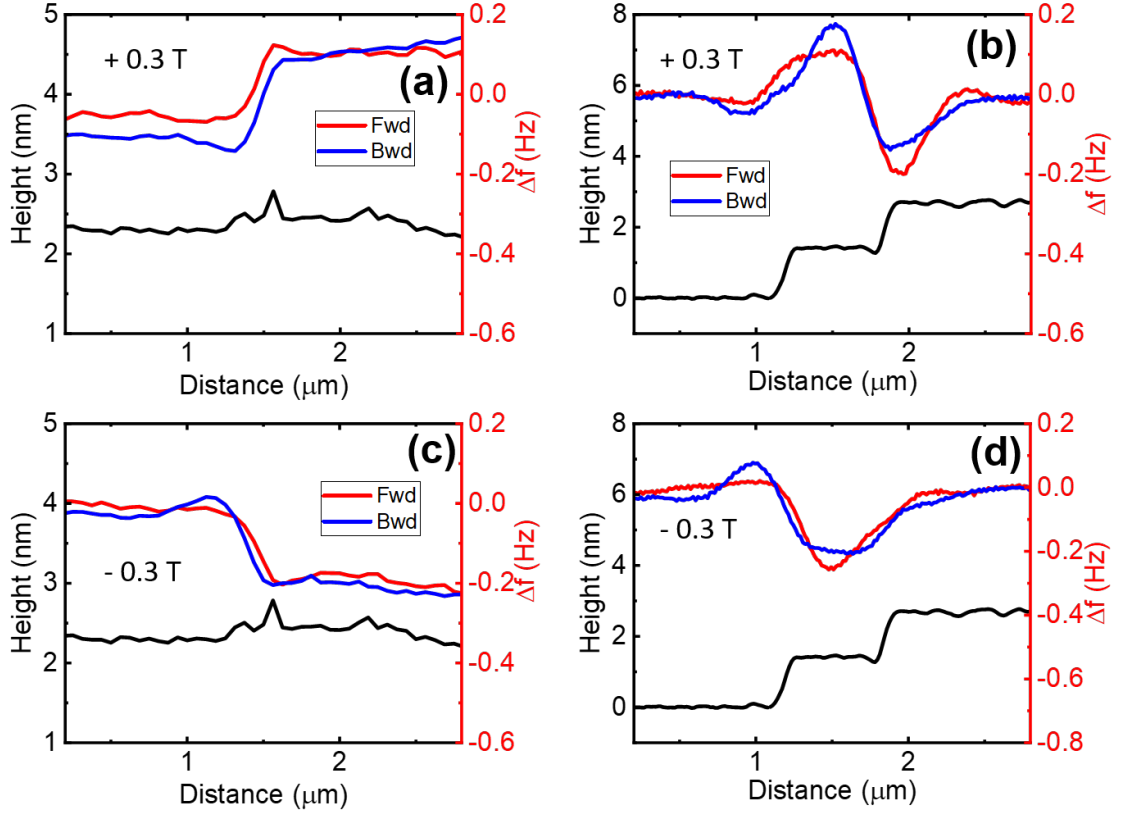 5
4
3
2
1
Height (nm)
+ 0.3 T
(a)
Fwd
Bwd
0.2
0.0
-0.2
-0.4
-0.6
Δf (Hz)
1 2
Distance (μm)
8
6
4
2
0
Height (nm)
+ 0.3 T
(b)
Fwd
Bwd
0.2
0.0
-0.2
-0.4
-0.6
Δf (Hz)
1 2
Distance (μm)
5
4
3
2
1
Height (nm)
- 0.3 T
(c)
Fwd
Bwd
0.2
0.0
-0.2
-0.4
-0.6
Δf (Hz)
1 2
Distance (μm)
8
6
4
2
0
Height (nm)
- 0.3 T
(d)
0.2
0.0
-0.2
-0.4
-0.6
-0.8
Δf (Hz)
1 2
Distance (μm)